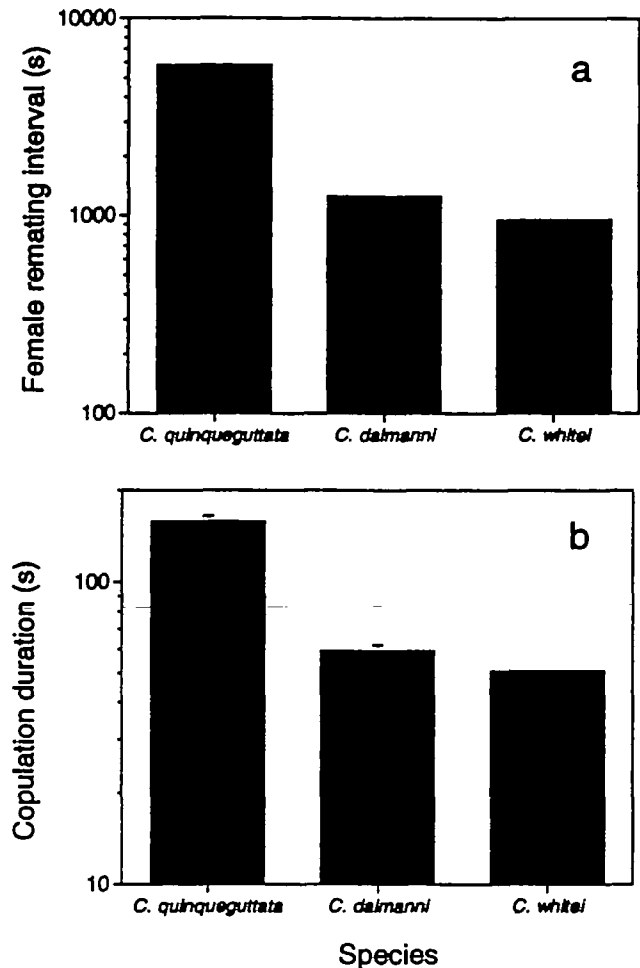 10000
a
Female remating interval (s)
1000
100
C. quinqueguttata C. dalmanni C. whitei
b
Copulation duration (s)
100
10
C. quinqueguttata C. dalmanni C. whitei
Species